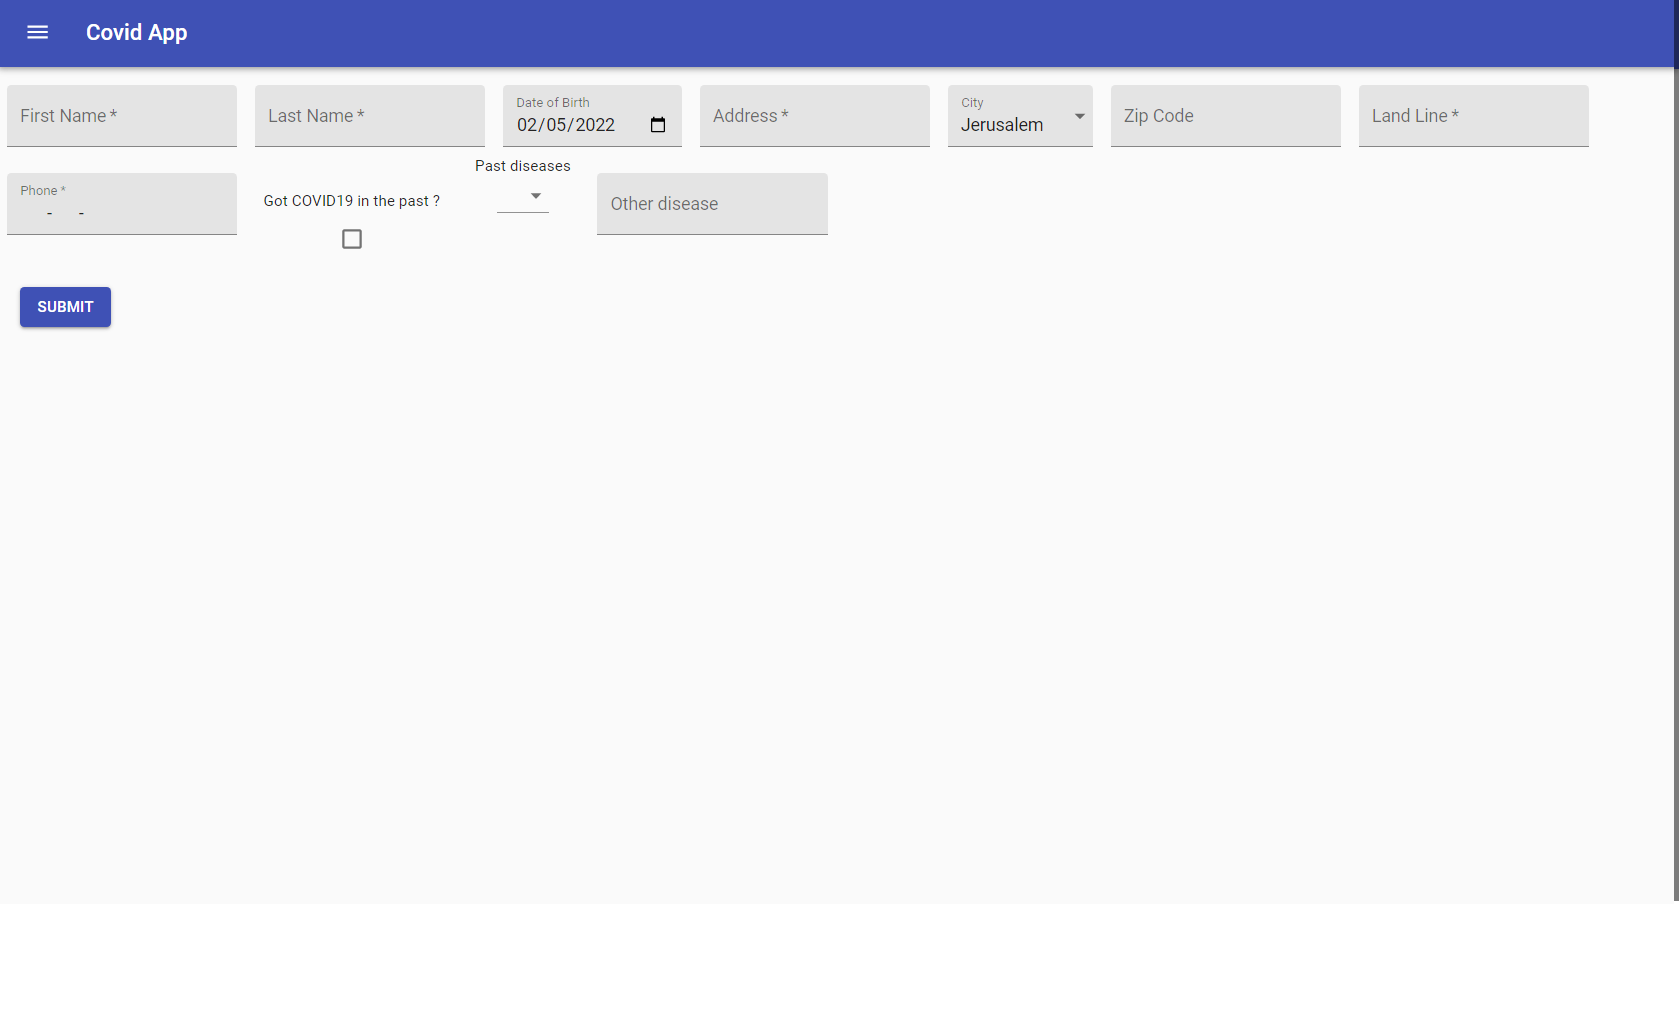 Covid App
First Name *
Last Name *
Date of Birth
02/05/2022
Address *
City
Jerusalem
Zip Code
Land Line *
Phone *
- -
Got COVID19 in the past ?
Past diseases
Other disease
SUBMIT